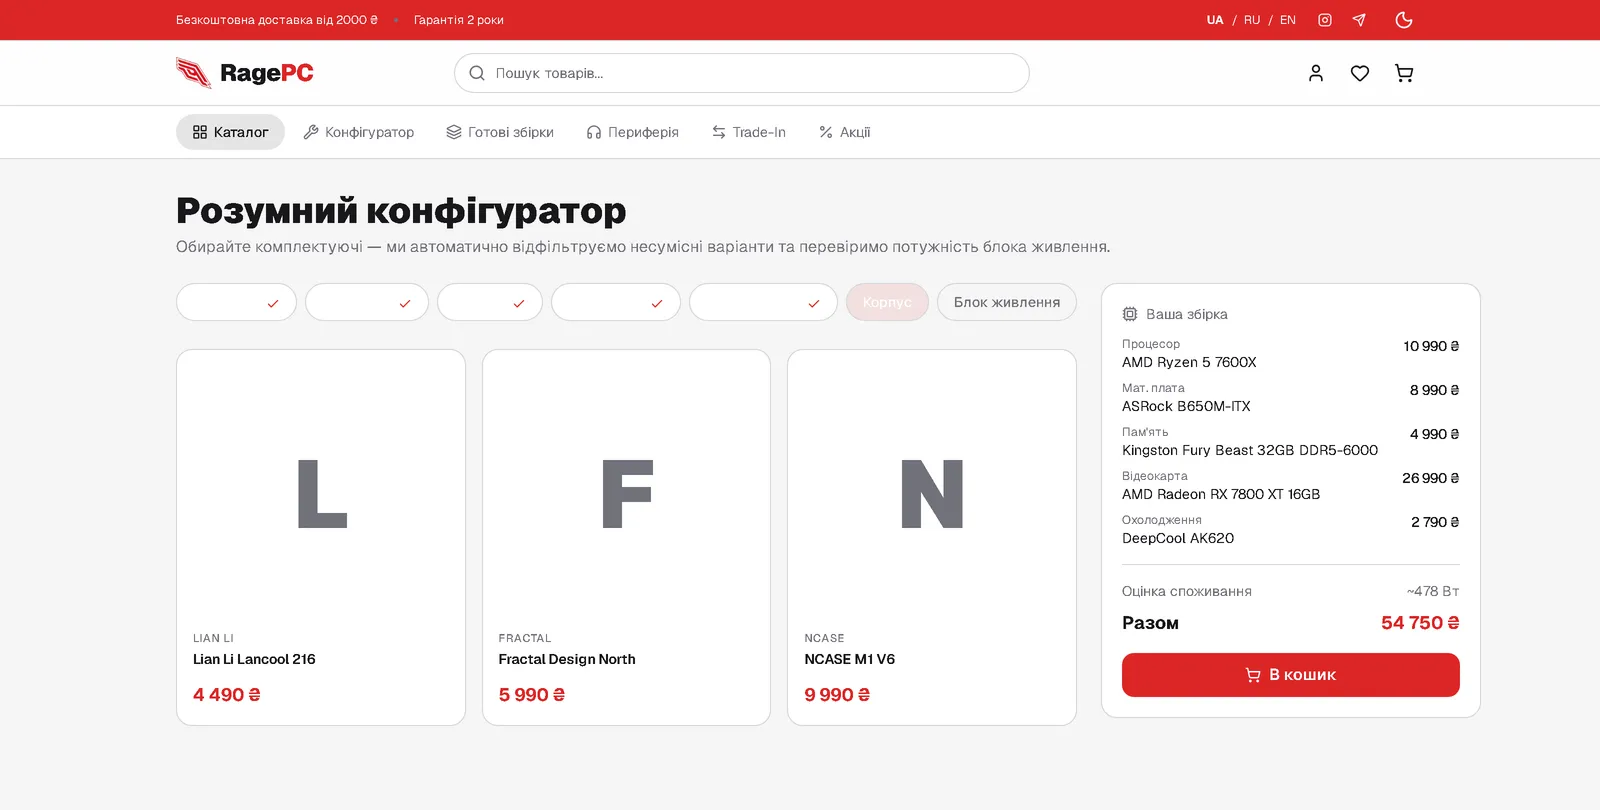 Безкоштовна доставка від 2000 ₴ • Гарантія 2 роки
UA / RU / EN
RagePC
Пошук товарів...
Каталог
Конфігуратор
Готові збірки
Периферія
Trade-In
Акції
Розумний конфігуратор
Обирайте комплектуючі — ми автоматично відфільтруємо несумісні варіанти та перевіримо потужність блока живлення.
Корпус
Блок живлення
L
LIAN LI
Lian Li Lancool 216
4 490 ₴
F
FRACTAL
Fractal Design North
5 990 ₴
N
NCASE
NCASE M1 V6
9 990 ₴
Ваша збірка
Процесор
AMD Ryzen 5 7600X
10 990 ₴
Мат. плата
ASRock B650M-ITX
8 990 ₴
Пам'ять
Kingston Fury Beast 32GB DDR5-6000
4 990 ₴
Відеокарта
AMD Radeon RX 7800 XT 16GB
26 990 ₴
Охолодження
DeepCool AK620
2 790 ₴
Оцінка споживання
~478 Вт
Разом
54 750 ₴
В кошик